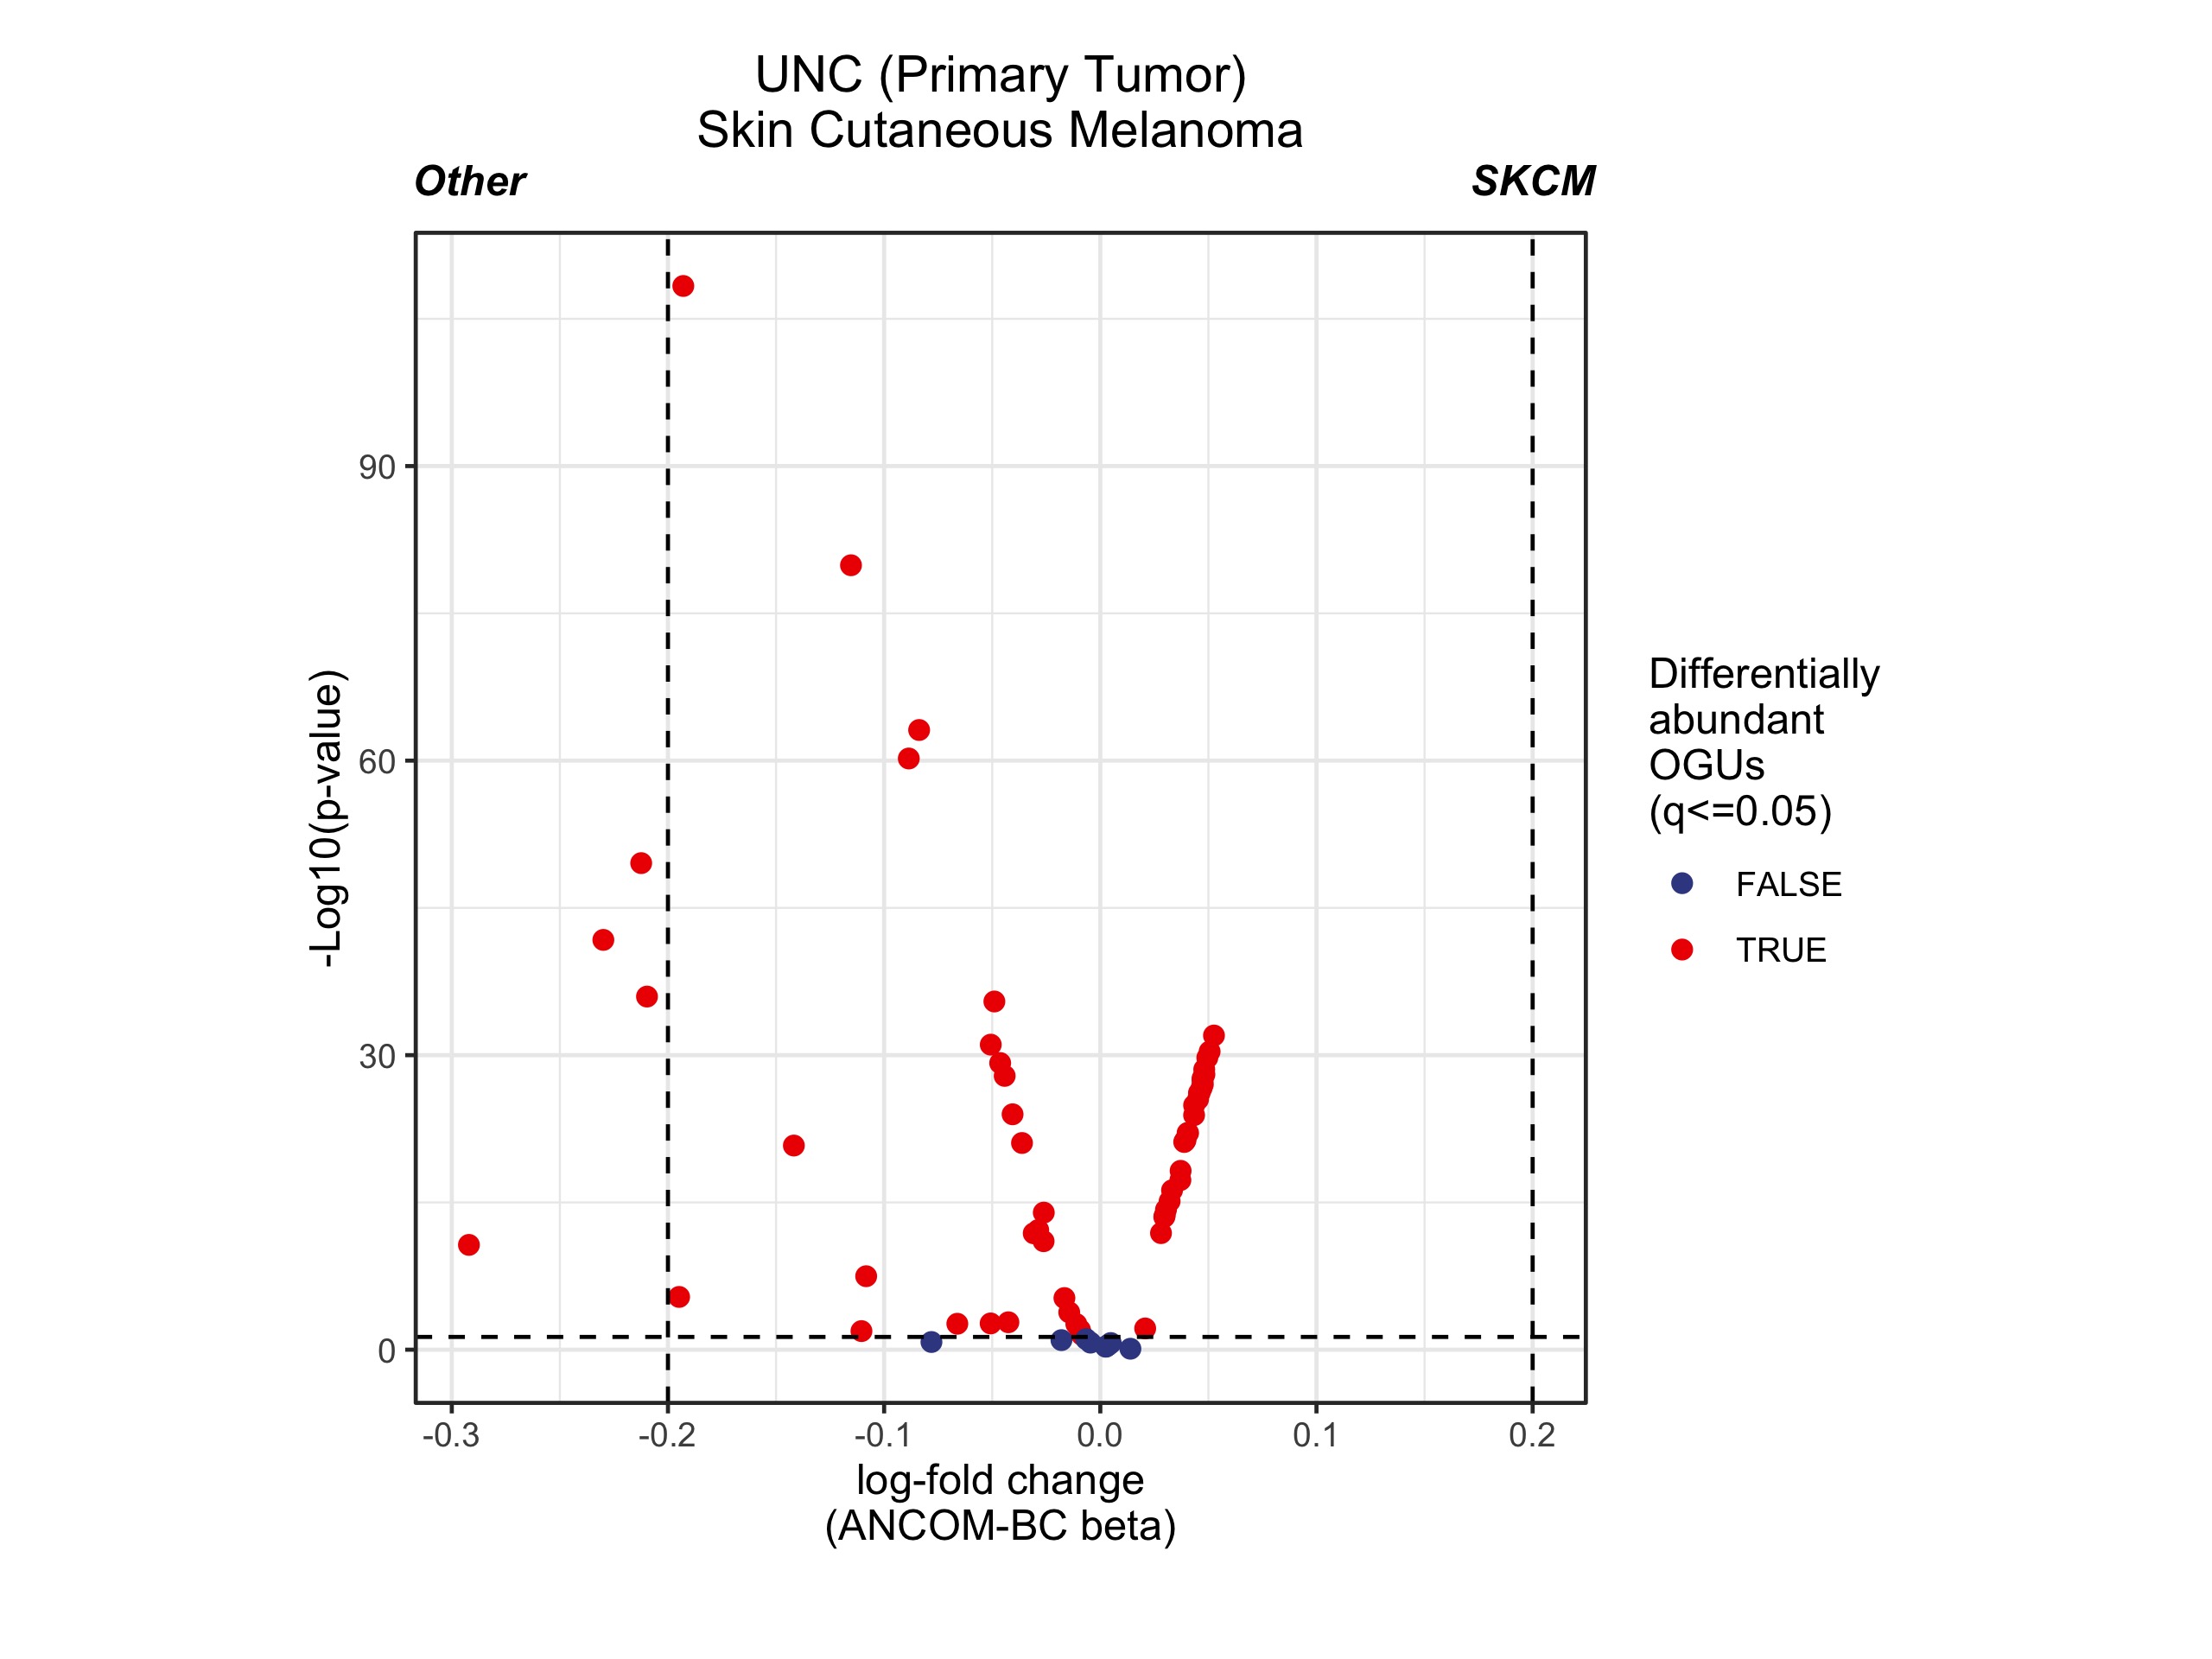 UNC (Primary Tumor)
Skin Cutaneous Melanoma
Other
SKCM
90
60
30
0
-Log10(p-value)
-0.3
-0.2
-0.1
0.0
0.1
0.2
log-fold change
(ANCOM-BC beta)
Differentially
abundant
OGUs
(q<=0.05)
FALSE
TRUE